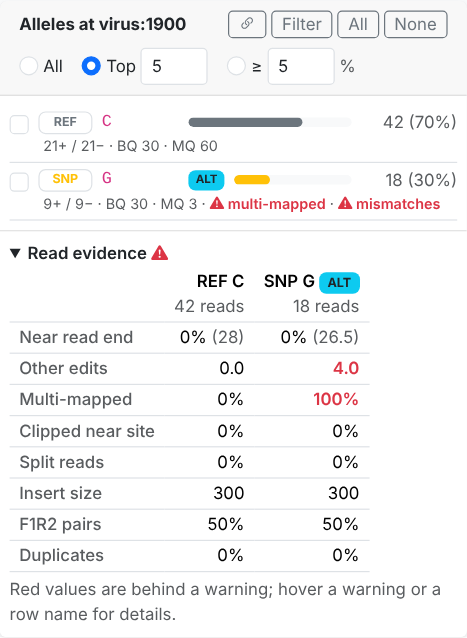 Alleles at virus:1900 Filter All None
All Top 5 ≥ 5 %
REF C 42 (70%)
21+ / 21− · BQ 30 · MQ 60
SNP G ALT 18 (30%)
9+ / 9− · BQ 30 · MQ 3 · multi-mapped · mismatches
▼ Read evidence
REF C SNP G ALT
42 reads 18 reads
Near read end 0% (28) 0% (26.5)
Other edits 0.0 4.0
Multi-mapped 0% 100%
Clipped near site 0% 0%
Split reads 0% 0%
Insert size 300 300
F1R2 pairs 50% 50%
Duplicates 0% 0%
Red values are behind a warning; hover a warning or a
row name for details.